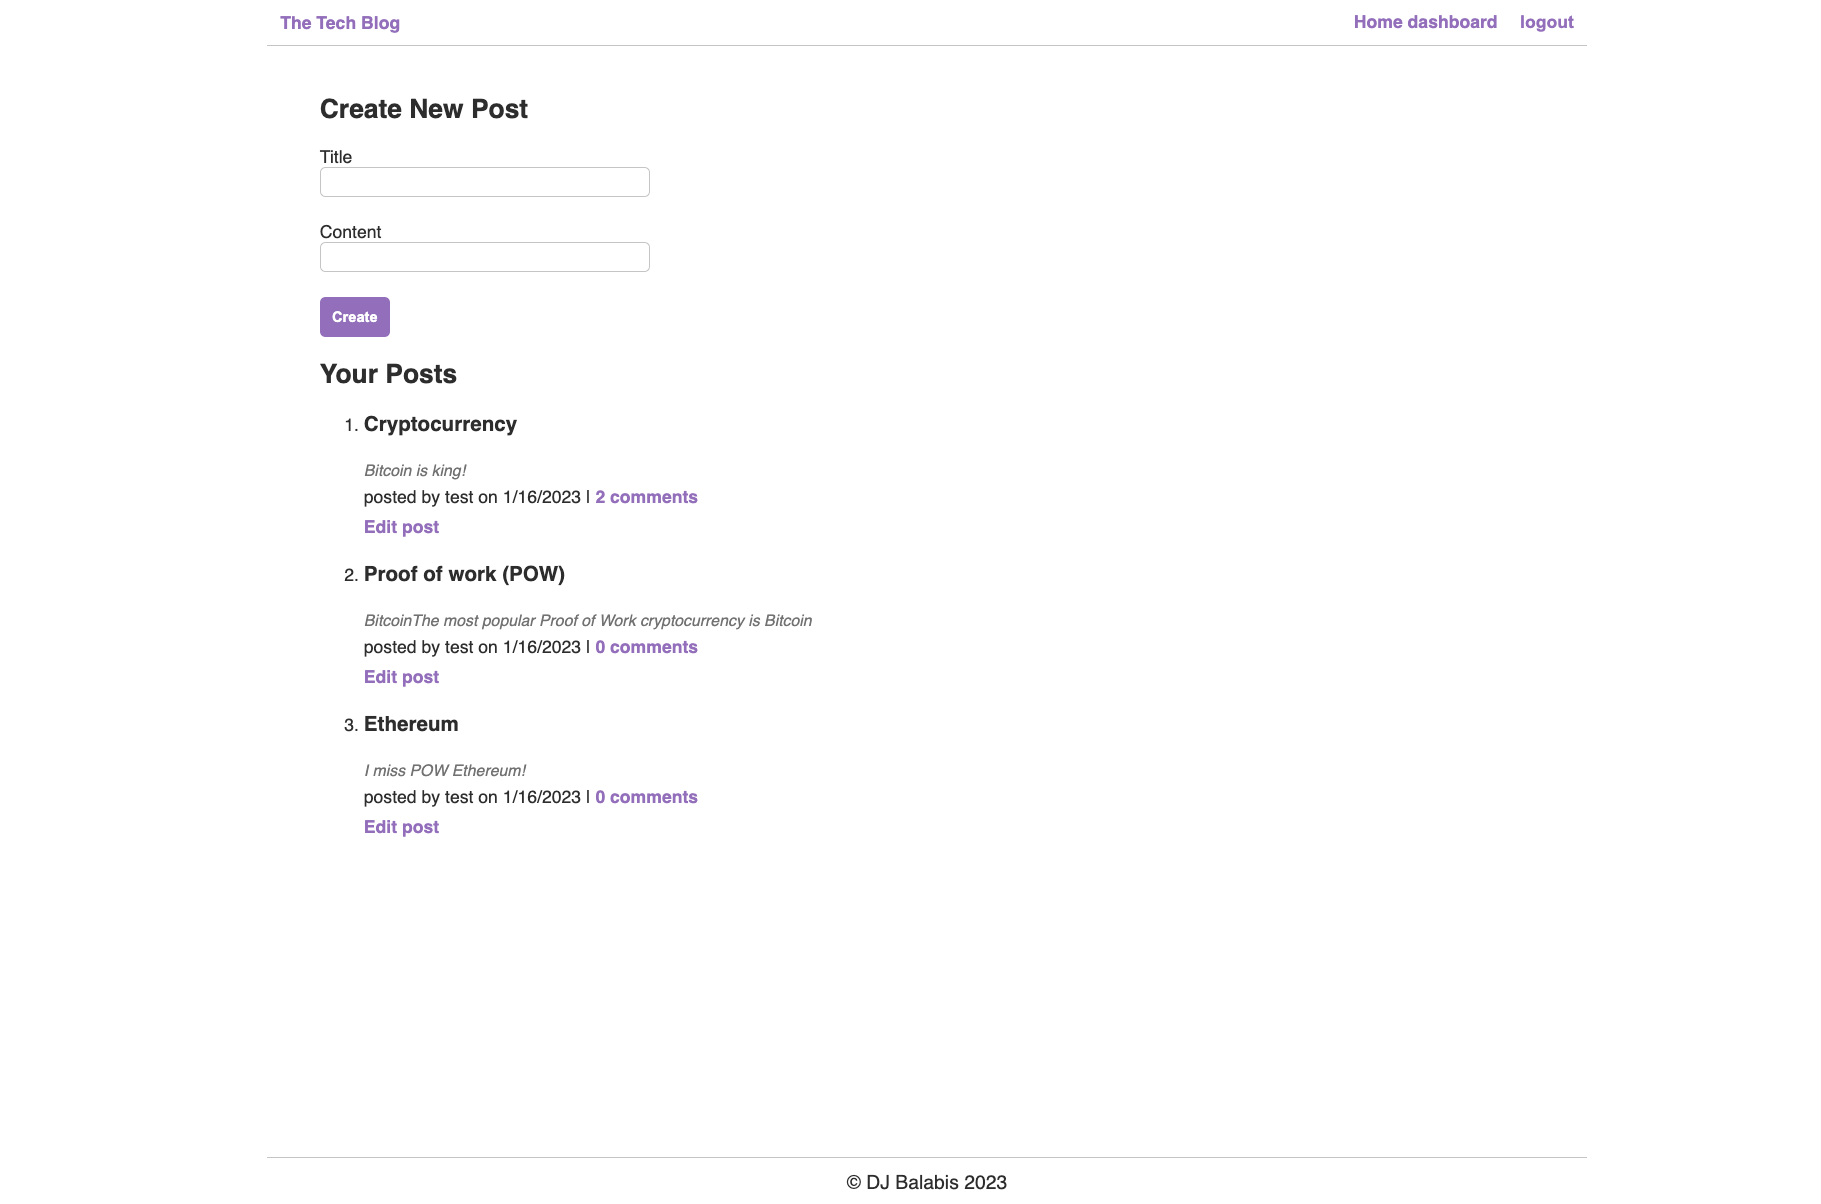 The Tech Blog
Home dashboard logout
Create New Post
Title
Content
Create
Your Posts
1. Cryptocurrency
Bitcoin is king!
posted by test on 1/16/2023 | 2 comments
Edit post
2. Proof of work (POW)
BitcoinThe most popular Proof of Work cryptocurrency is Bitcoin
posted by test on 1/16/2023 | 0 comments
Edit post
3. Ethereum
I miss POW Ethereum!
posted by test on 1/16/2023 | 0 comments
Edit post
© DJ Balabis 2023